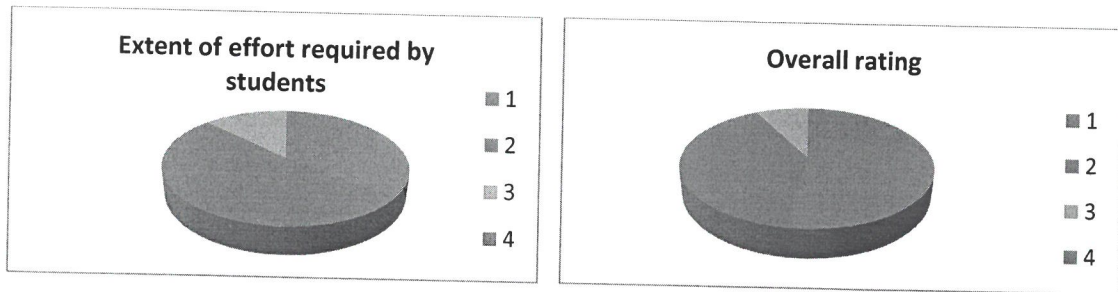 Extent of effort required by
students
1
2
3
4
Overall rating
1
2
3
4